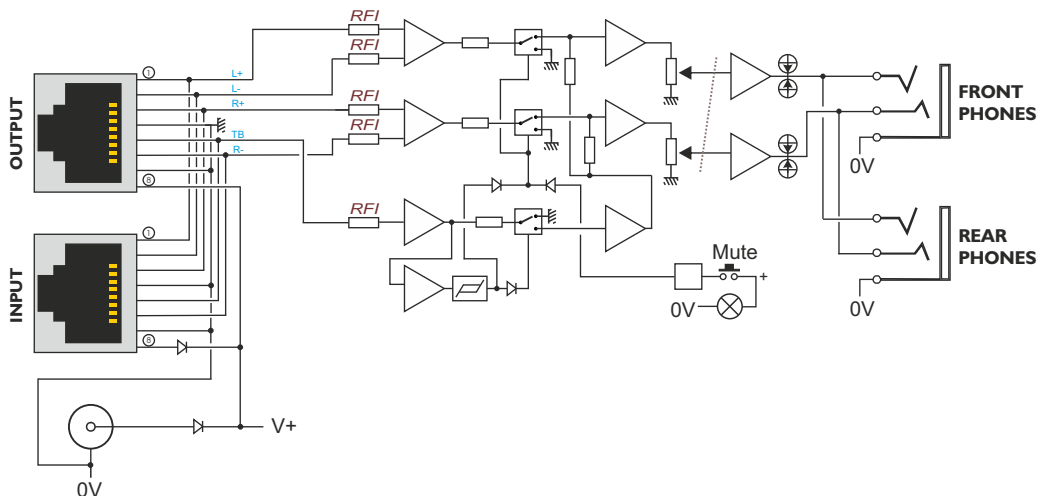 RFI
RFI
①
L+
L-
R+
TB
R-
⑧
OUTPUT
RFI
RFI
RFI
FRONT
PHONES
0V
①
⑧
INPUT
Mute
+
0V
REAR
PHONES
0V
V+
0V